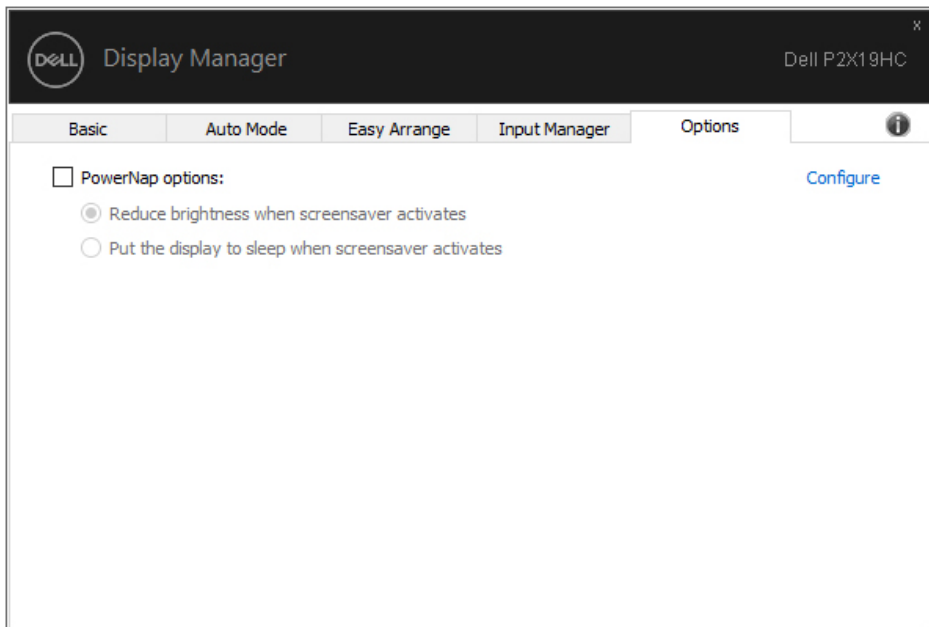 x
DELL Display Manager Dell P2X19HC
Basic Auto Mode Easy Arrange Input Manager Options i
PowerNap options: Configure
Reduce brightness when screensaver activates
Put the display to sleep when screensaver activates